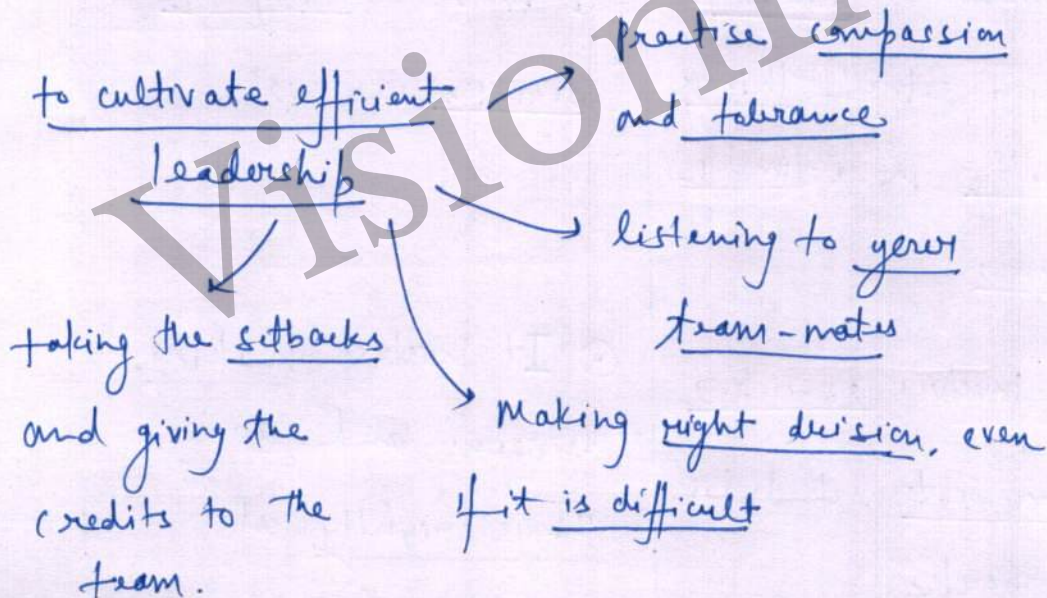 to cultivate efficient
leadership
practise compassion
and tolerance
listening to your
team-mates
Making right decision, even
if it is difficult
taking the setbacks
and giving the
credits to the
team.